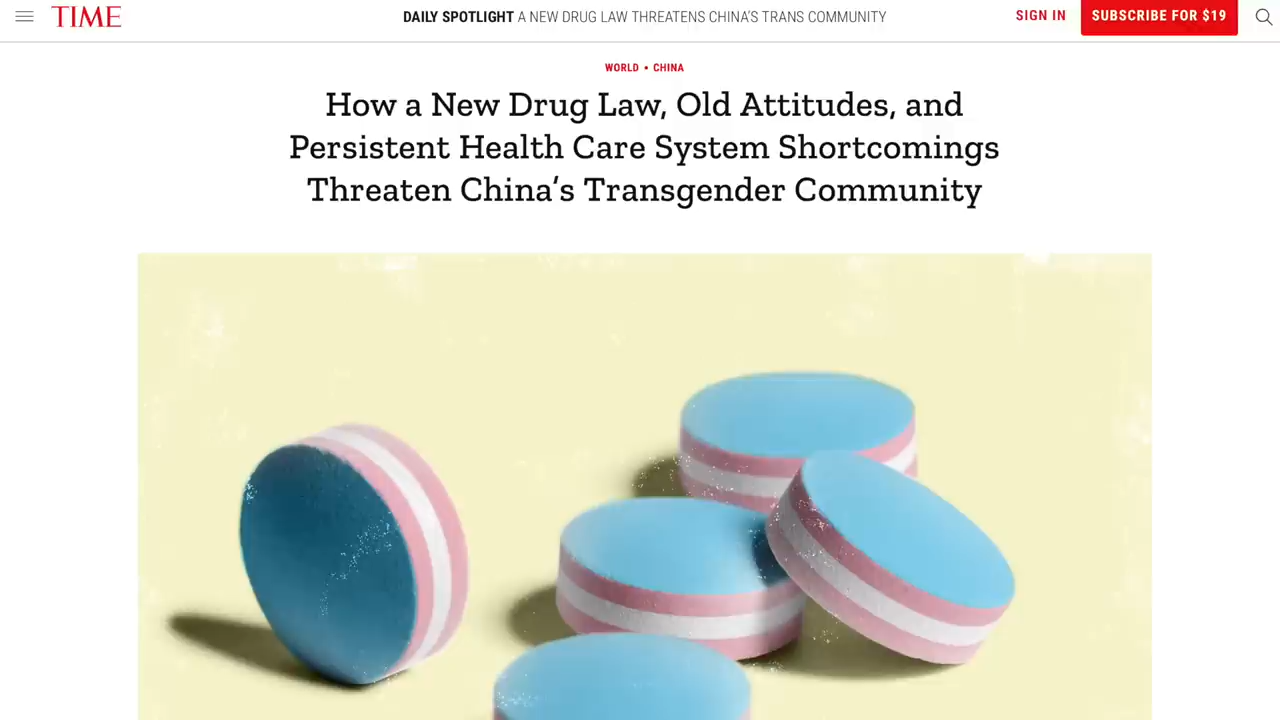 TIME
DAILY SPOTLIGHT A NEW DRUG LAW THREATENS CHINA'S TRANS COMMUNITY
SIGN IN
SUBSCRIBE FOR $19
WORLD • CHINA
How a New Drug Law, Old Attitudes, and
Persistent Health Care System Shortcomings
Threaten China's Transgender Community